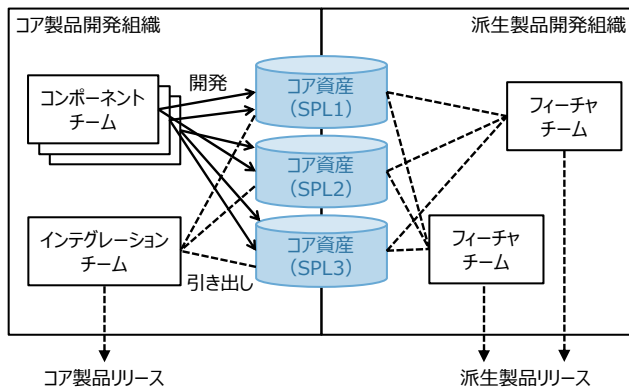 コア製品開発組織
派生製品開発組織
開発
コンポーネント
チーム
コア資産
(SPL1)
フィーチャ
チーム
コア資産
(SPL2)
インテグレーション
チーム
コア資産
(SPL3)
フィーチャ
チーム
引き出し
コア製品リリース
派生製品リリース